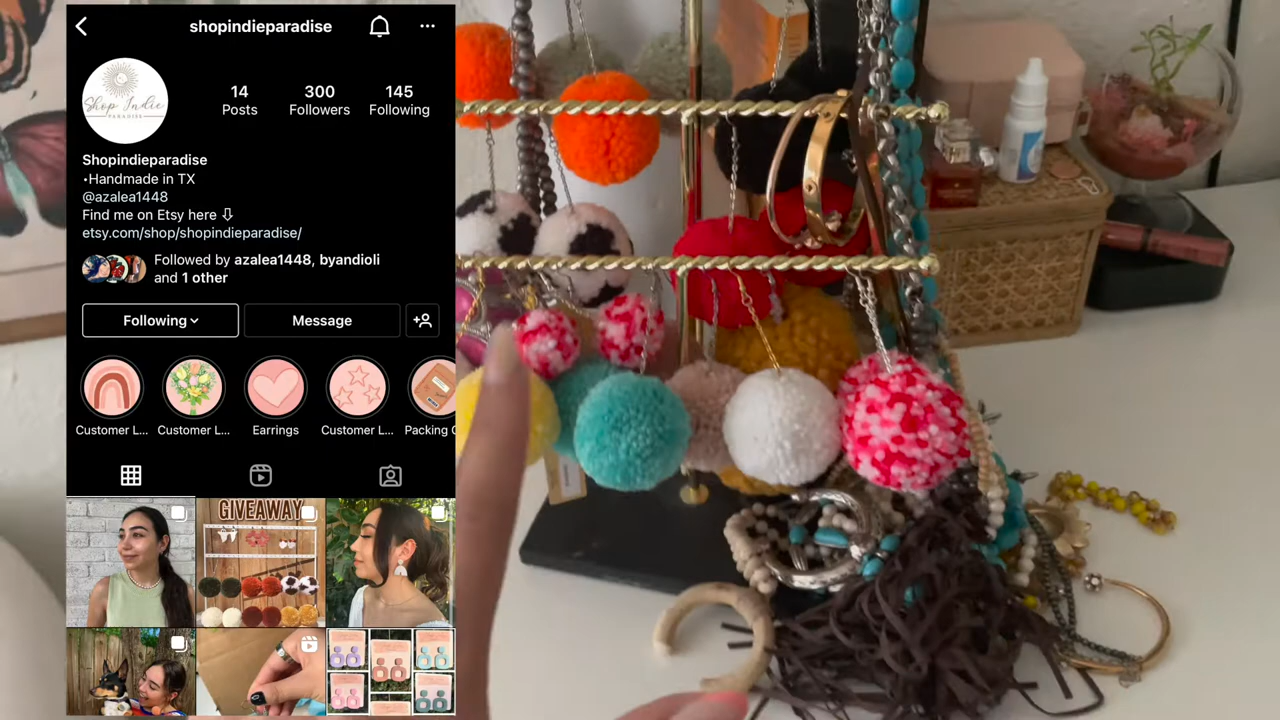 shopindieparadise
Shop Indie
PARADISE
14
Posts
300
Followers
145
Following
Shopindieparadise
•Handmade in TX
@azalea1448
Find me on Etsy here
etsy.com/shop/shopindieparadise/
Followed by azalea1448, byandioli
and 1 other
Following
Message
Customer L...
Customer L...
Earrings
Customer L...
Packing
GIVEAWAY